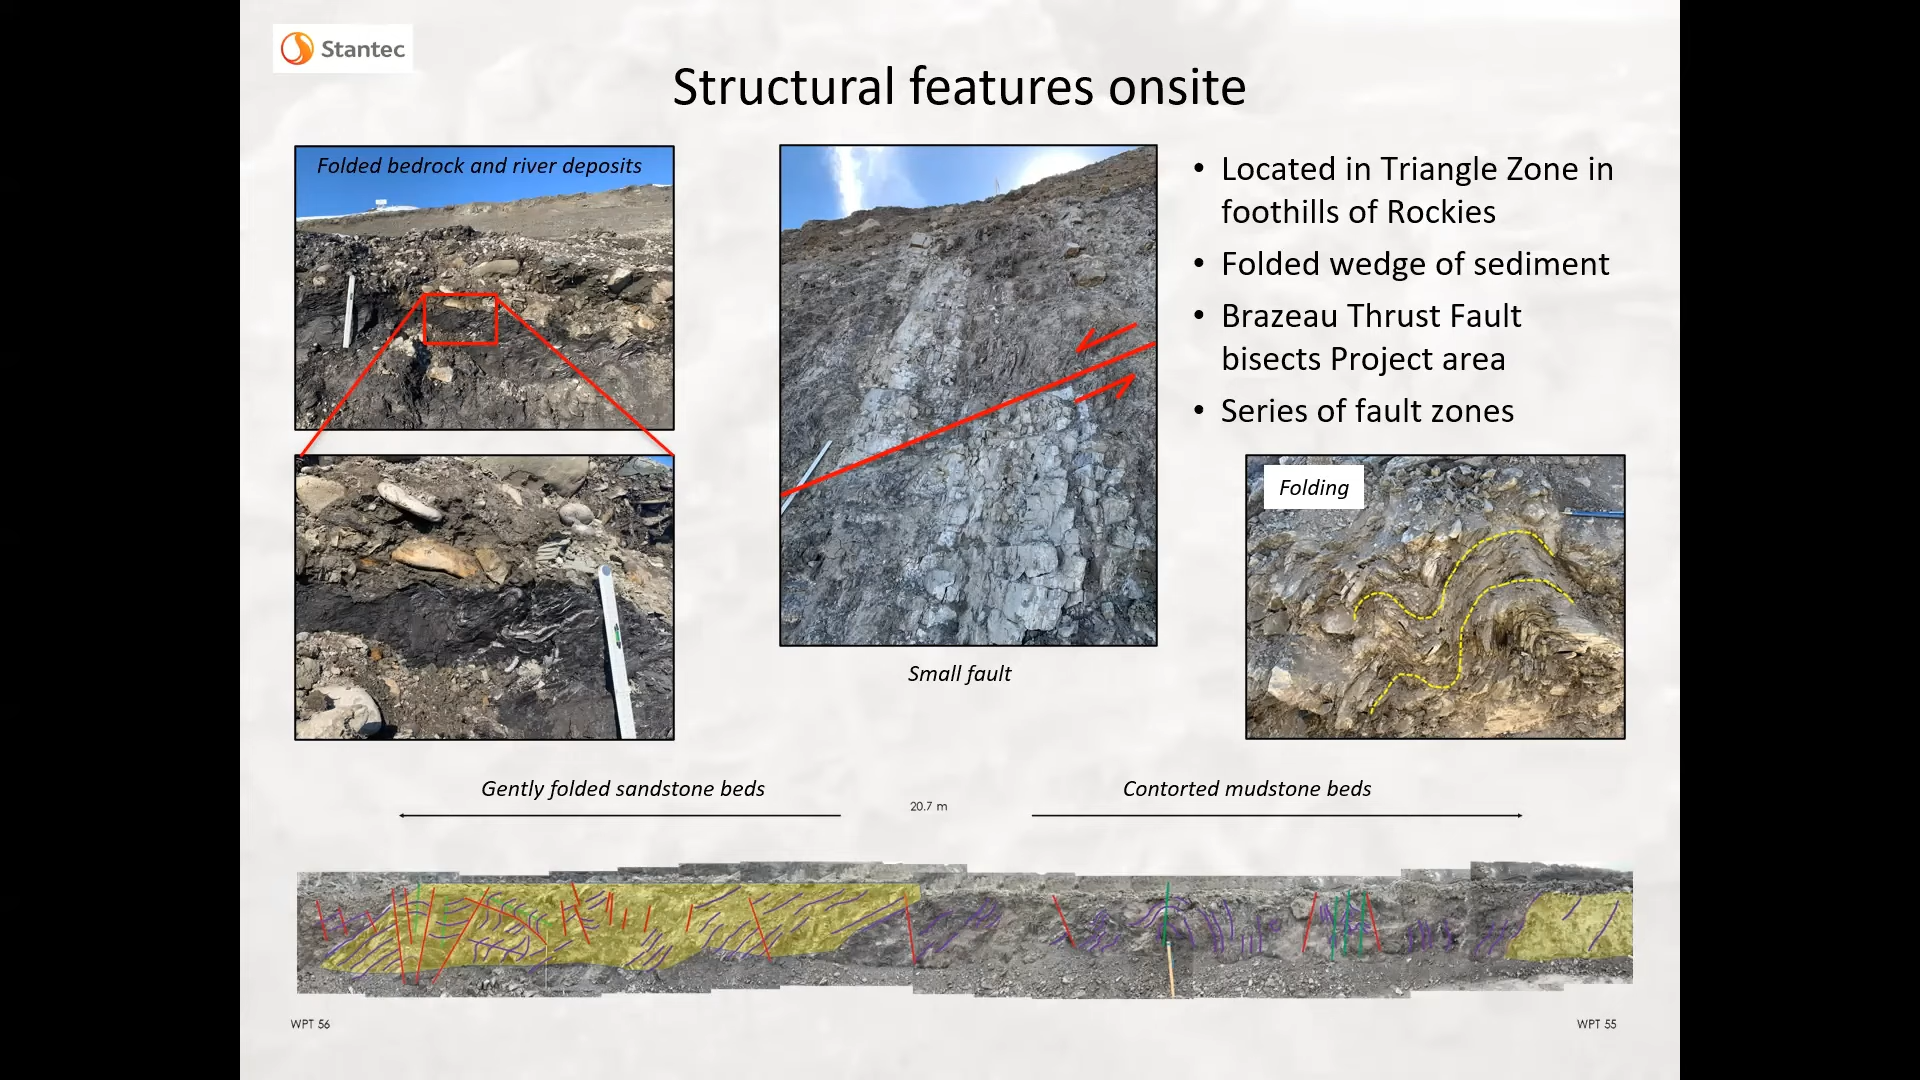 Stantec
Structural features onsite
Folded bedrock and river deposits
• Located in Triangle Zone in
foothills of Rockies
• Folded wedge of sediment
• Brazeau Thrust Fault
bisects Project area
• Series of fault zones
Folding
Small fault
Gently folded sandstone beds
20.7 m
Contorted mudstone beds
WPT 56
WPT 55